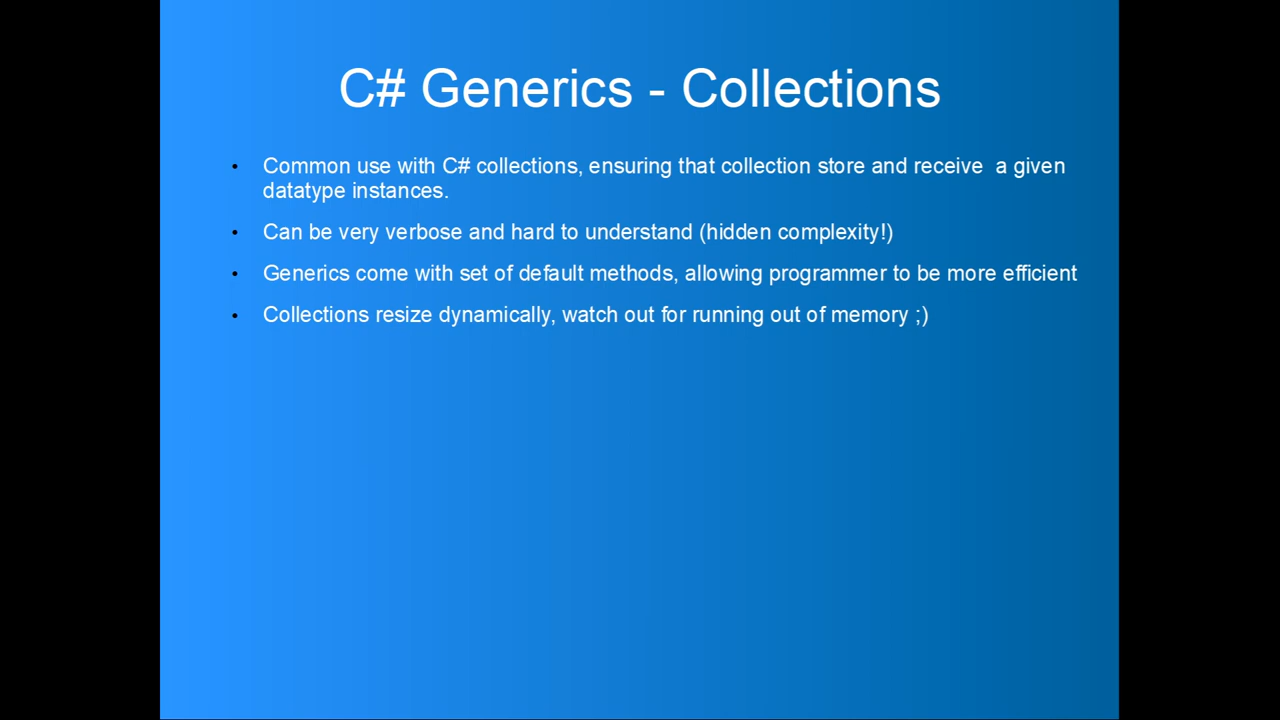 C# Generics - Collections
• Common use with C# collections, ensuring that collection store and receive  a given
datatype instances.
• Can be very verbose and hard to understand (hidden complexity!)
• Generics come with set of default methods, allowing programmer to be more efficient
• Collections resize dynamically, watch out for running out of memory ;)